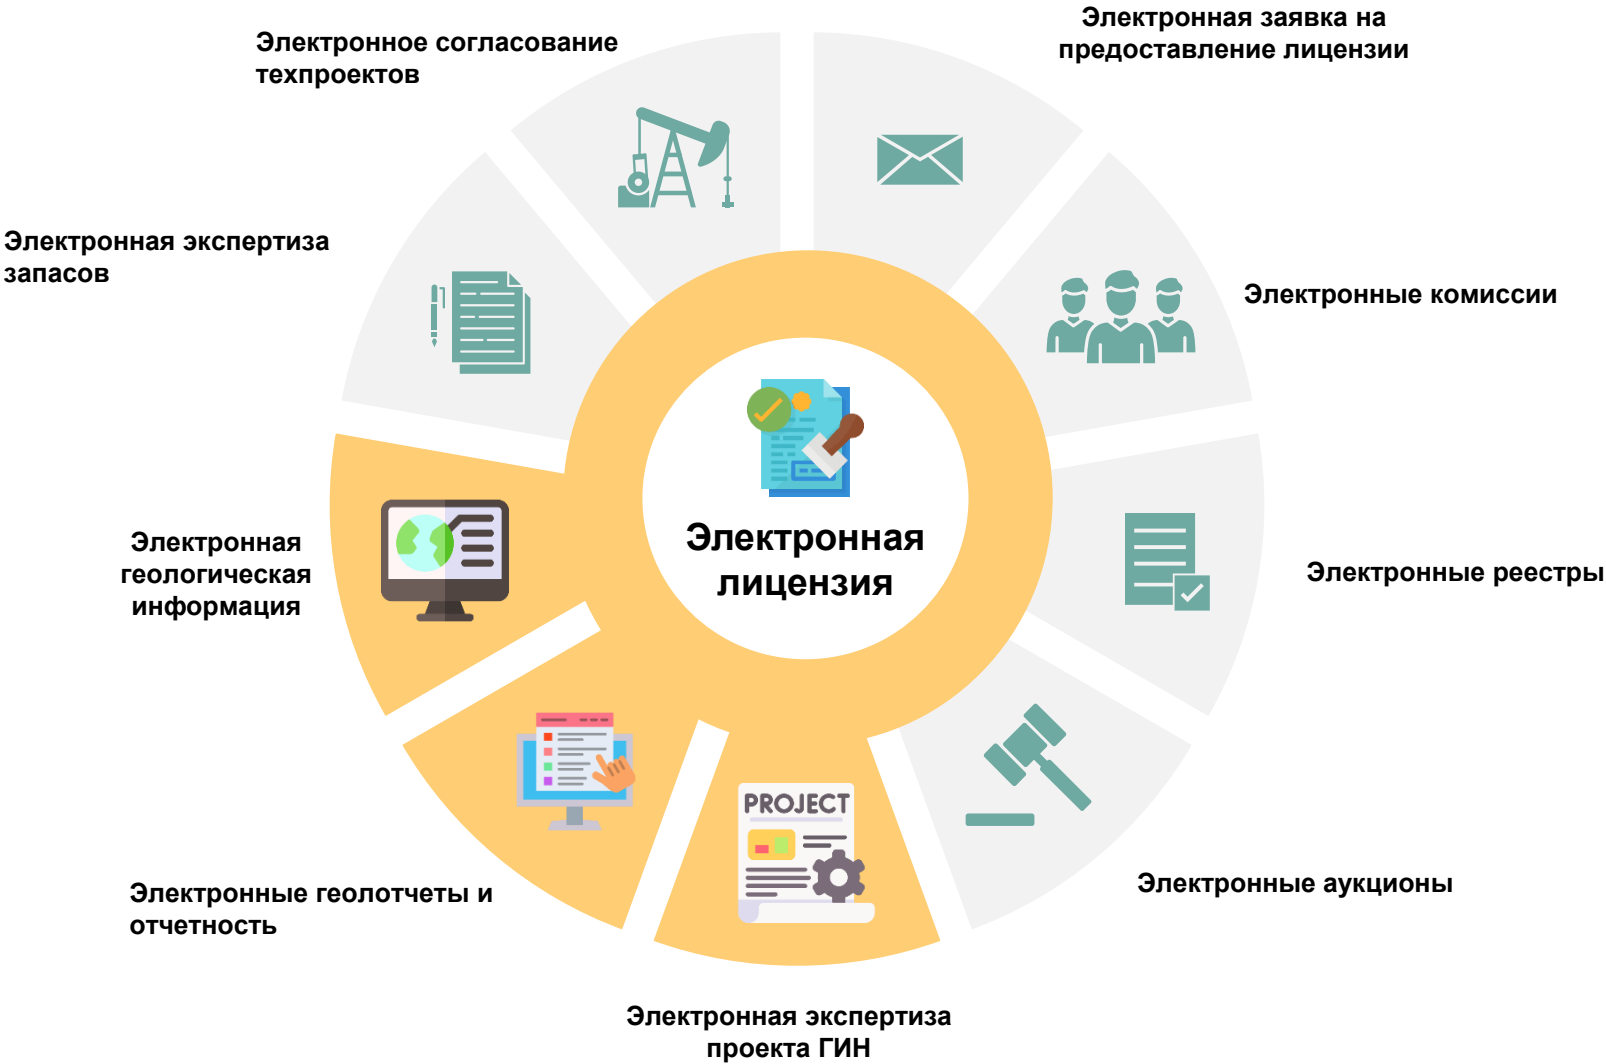 Электронная заявка на
предоставление лицензии
Электронное согласование
техпроектов
Электронная экспертиза
запасов
Электронные комиссии
Электронная
лицензия
Электронная
геологическая
информация
Электронные реестры
PROJECT
Электронные геолотчеты и
отчетность
Электронные аукционы
Электронная экспертиза
проекта ГИН